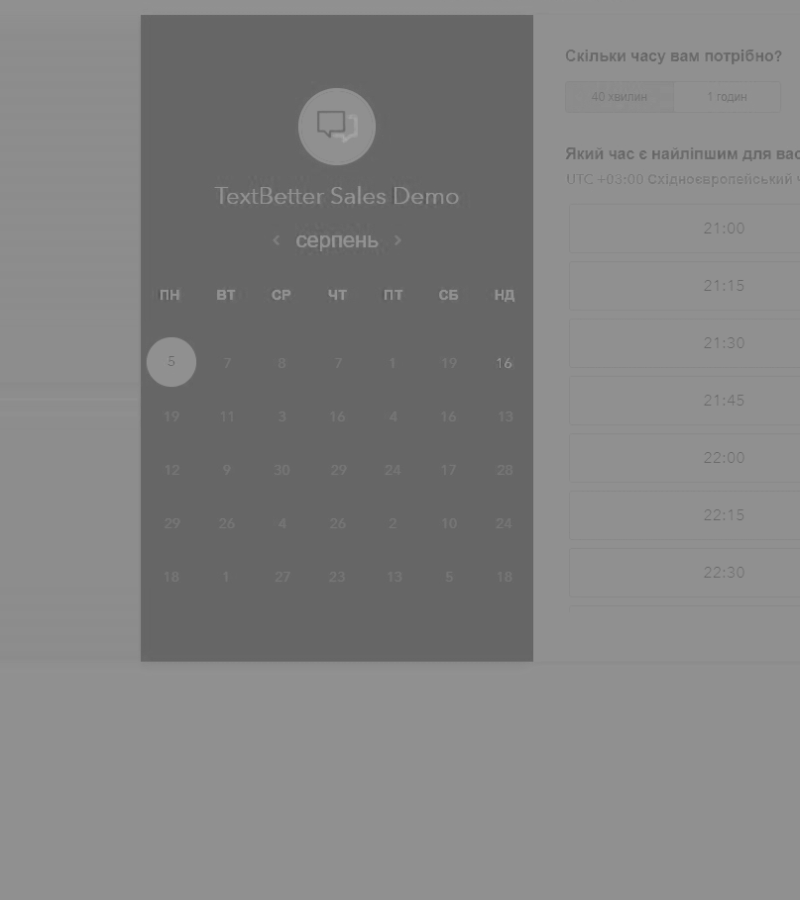 TextBetter Sales Demo
серпень
ПН ВТ СР ЧТ ПТ СБ НД
5 7 8 7 1 19 16
19 11 3 16 4 16 13
12 9 30 29 24 17 28
29 26 4 26 2 10 24
18 1 27 23 13 5 18
Скільки часу вам потрібно?
40 хвилин 1 годин
Який час є найліпшим для вас
UTC +03:00 Східноєвропейський ч
21:00
21:15
21:30
21:45
22:00
22:15
22:30